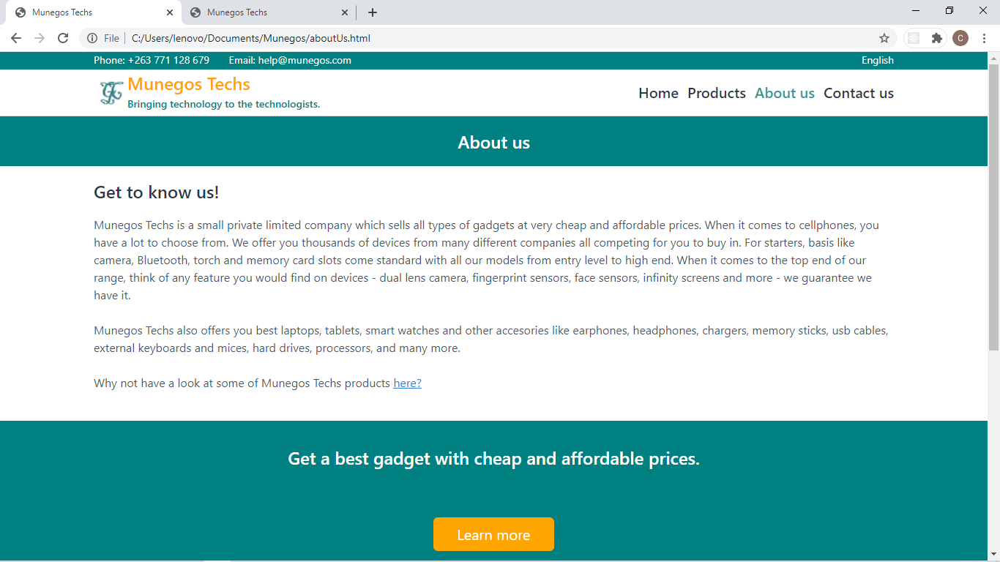 Munegos Techs
Munegos Techs
File
C:/Users/lenovo/Documents/Munegos/aboutUs.html
C
Phone: +263 771 128 679
Email: help@munegos.com
English
Munegos Techs
Bringing technology to the technologists.
Home Products About us Contact us
About us
Get to know us!
Munegos Techs is a small private limited company which sells all types of gadgets at very cheap and affordable prices. When it comes to cellphones, you
have a lot to choose from. We offer you thousands of devices from many different companies all competing for you to buy in. For starters, basis like
camera, Bluetooth, torch and memory card slots come standard with all our models from entry level to high end. When it comes to the top end of our
range, think of any feature you would find on devices - dual lens camera, fingerprint sensors, face sensors, infinity screens and more - we guarantee we
have it.
Munegos Techs also offers you best laptops, tablets, smart watches and other accesories like earphones, headphones, chargers, memory sticks, usb cables,
external keyboards and mices, hard drives, processors, and many more.
Why not have a look at some of Munegos Techs products here?
Get a best gadget with cheap and affordable prices.
Learn more